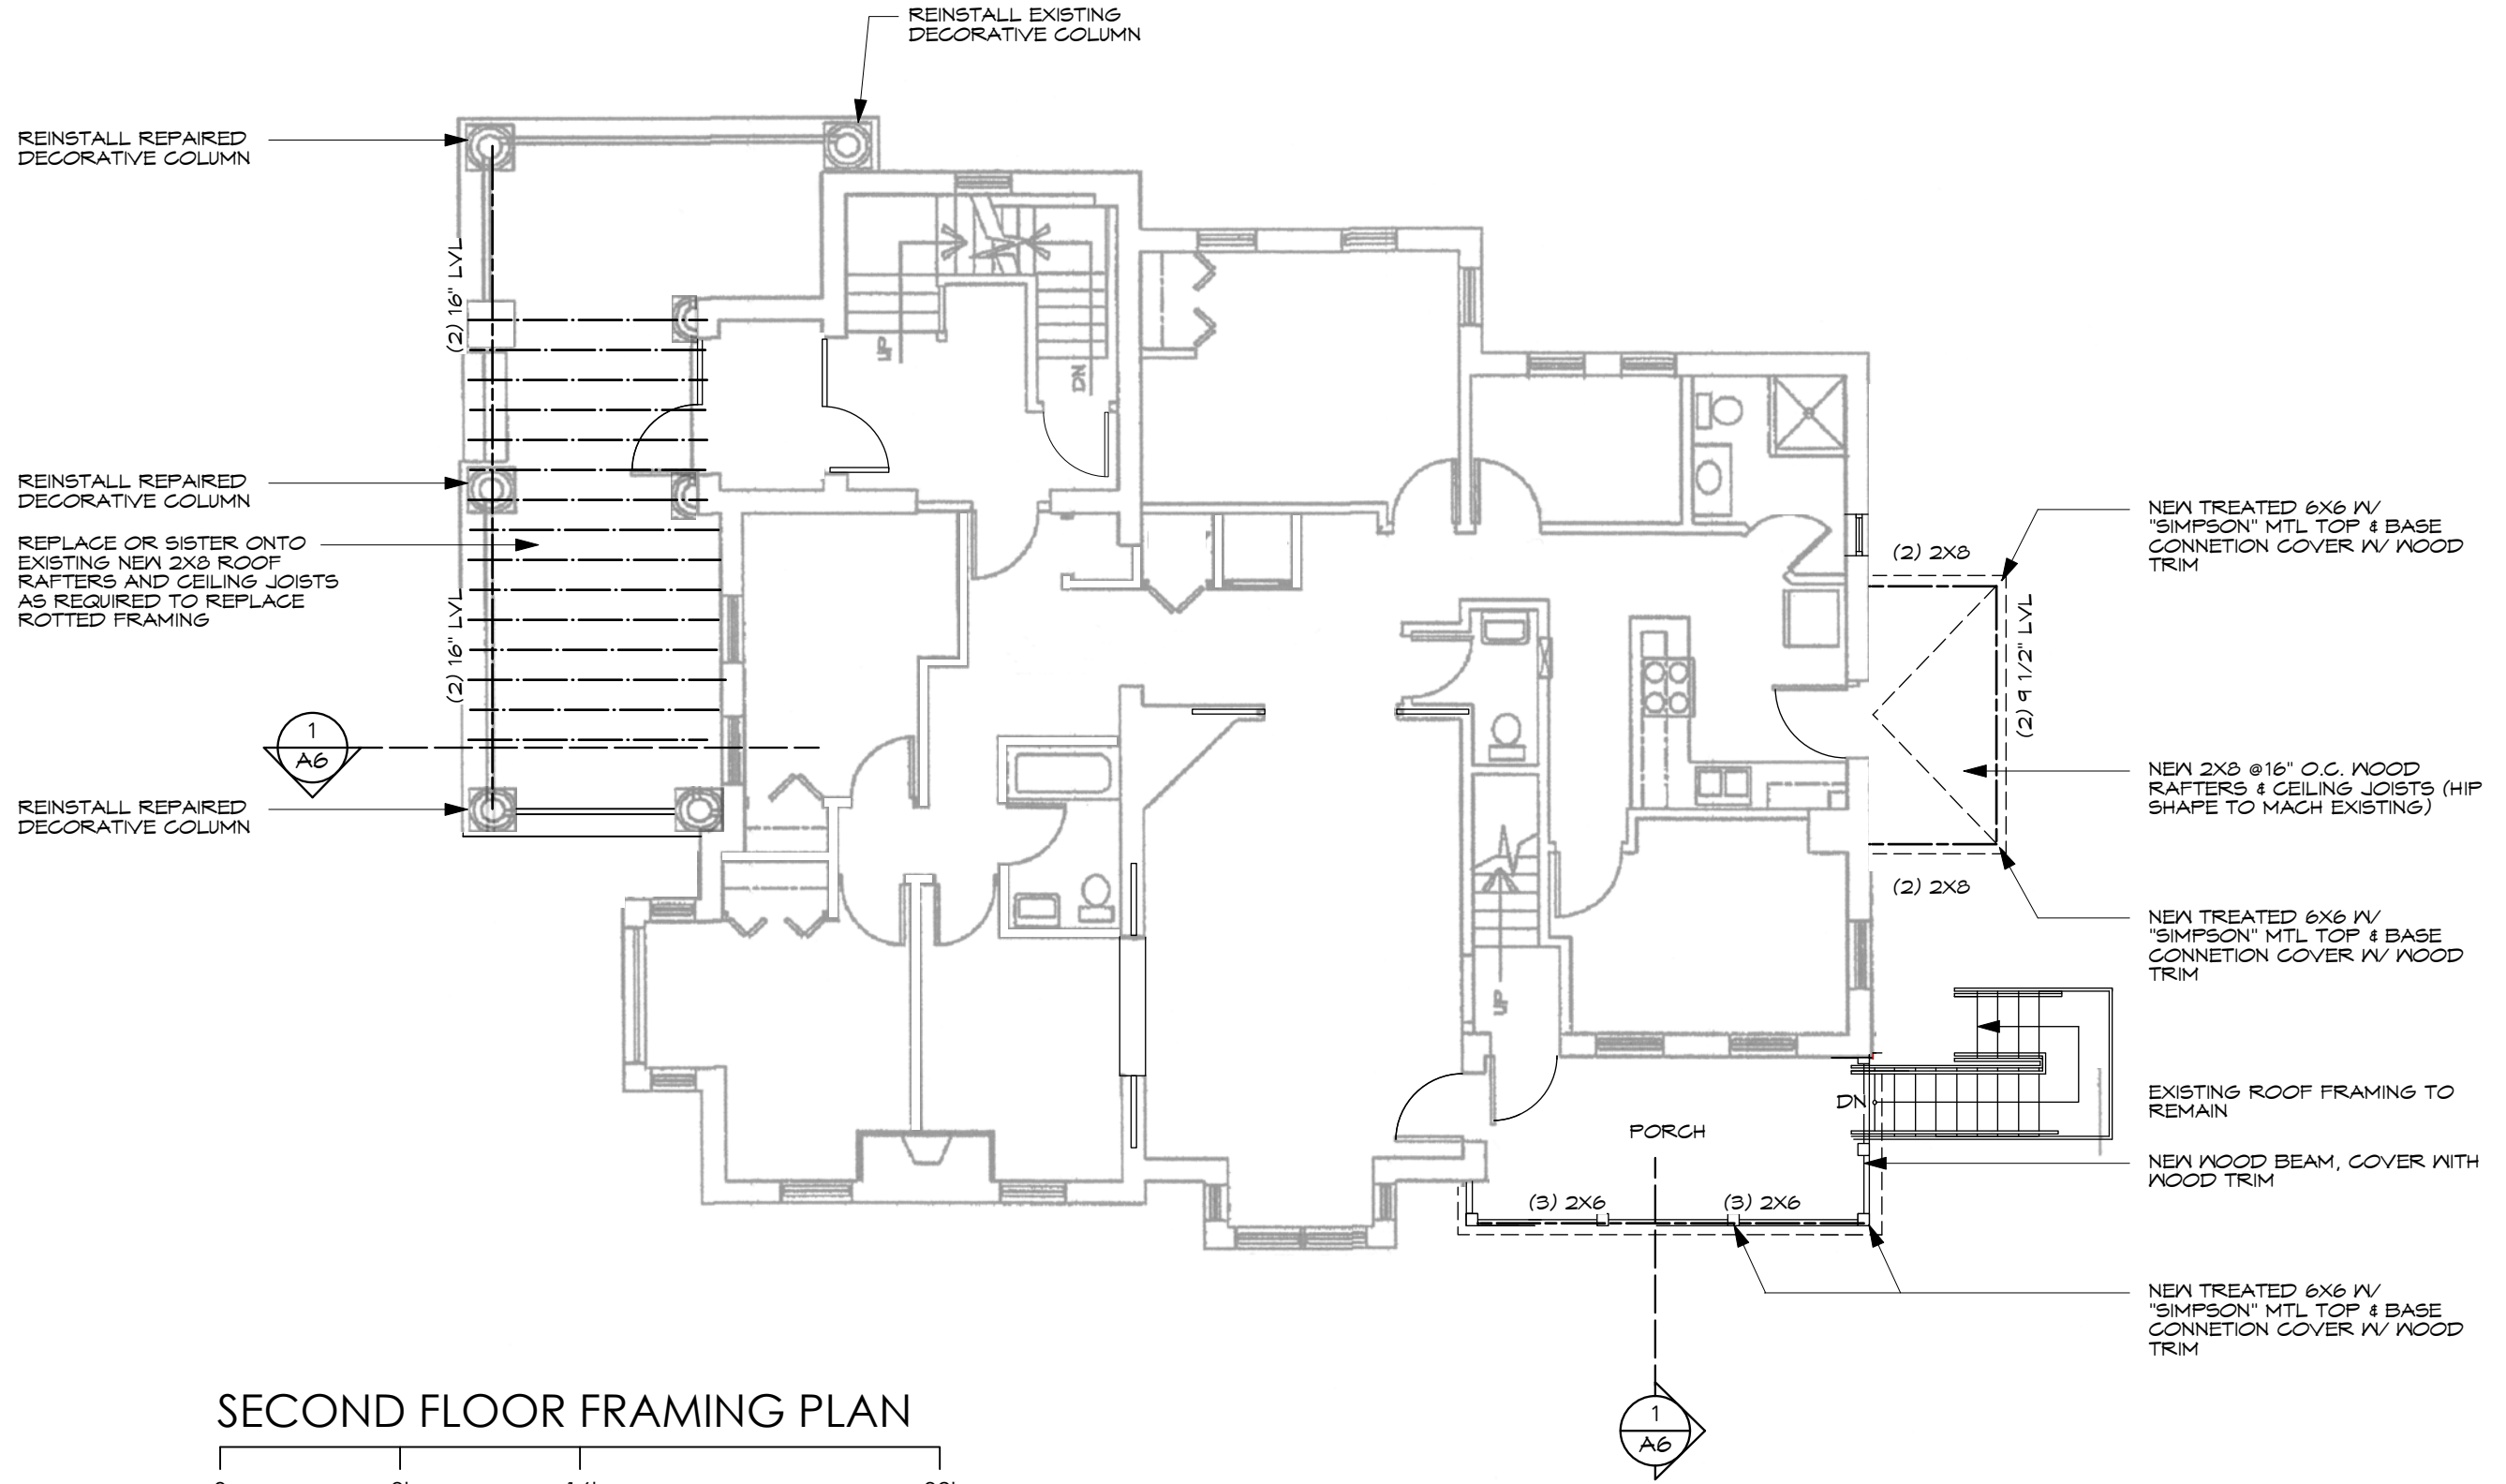 REINSTALL EXISTING
DECORATIVE COLUMN
REINSTALL REPAIRED
DECORATIVE COLUMN
(2) 16" LVL
UP
DN
REINSTALL REPAIRED
DECORATIVE COLUMN
REPLACE OR SISTER ONTO
EXISTING NEW 2X8 ROOF
RAFTERS AND CEILING JOISTS
AS REQUIRED TO REPLACE
ROTTED FRAMING
(2) 16" LVL
1
A6
REINSTALL REPAIRED
DECORATIVE COLUMN
NEW TREATED 6X6 W/
"SIMPSON" MTL TOP & BASE
CONNETION COVER W/ WOOD
TRIM
(2) 2X8
(2) 9 1/2" LVL
NEW 2X8 @16" O.C. WOOD
RAFTERS & CEILING JOISTS (HIP
SHAPE TO MACH EXISTING)
(2) 2X8
NEW TREATED 6X6 W/
"SIMPSON" MTL TOP & BASE
CONNETION COVER W/ WOOD
TRIM
UP
DN
EXISTING ROOF FRAMING TO
REMAIN
PORCH
NEW WOOD BEAM, COVER WITH
WOOD TRIM
(3) 2X6
(3) 2X6
NEW TREATED 6X6 W/
"SIMPSON" MTL TOP & BASE
CONNETION COVER W/ WOOD
TRIM
1
A6
SECOND FLOOR FRAMING PLAN